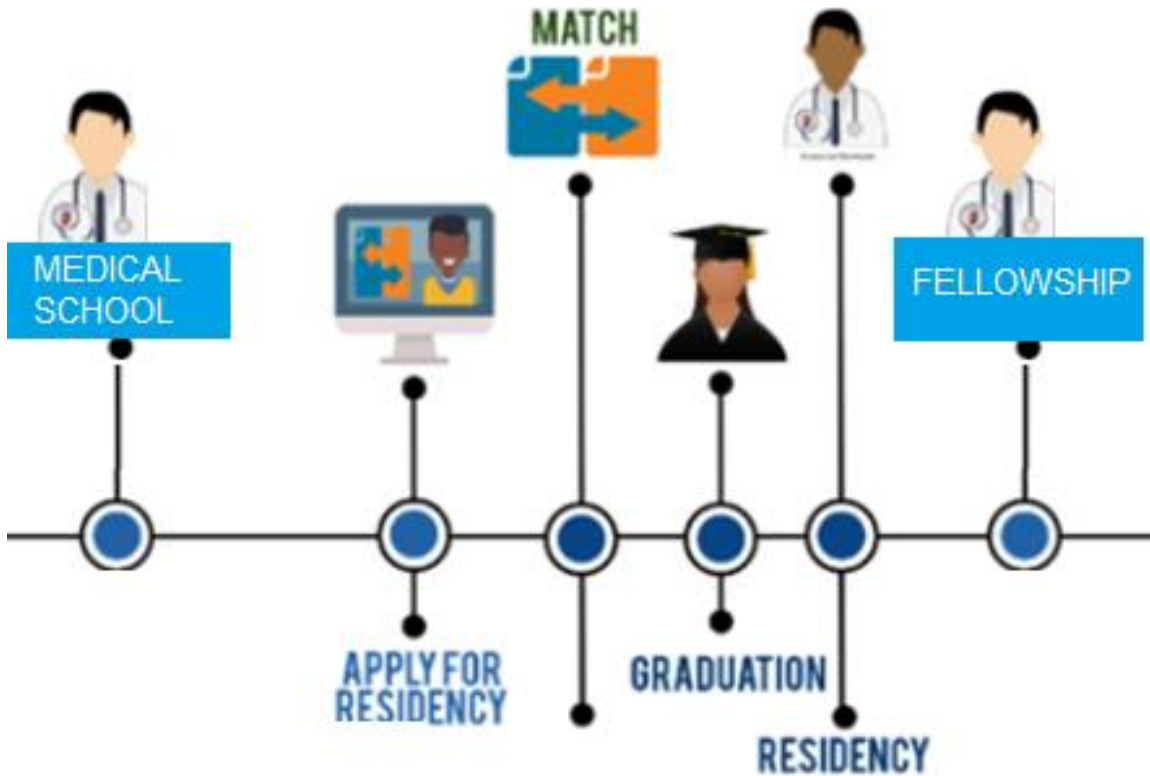 MATCH
MEDICAL
SCHOOL
FELLOWSHIP
APPLY FOR
RESIDENCY
GRADUATION
RESIDENCY